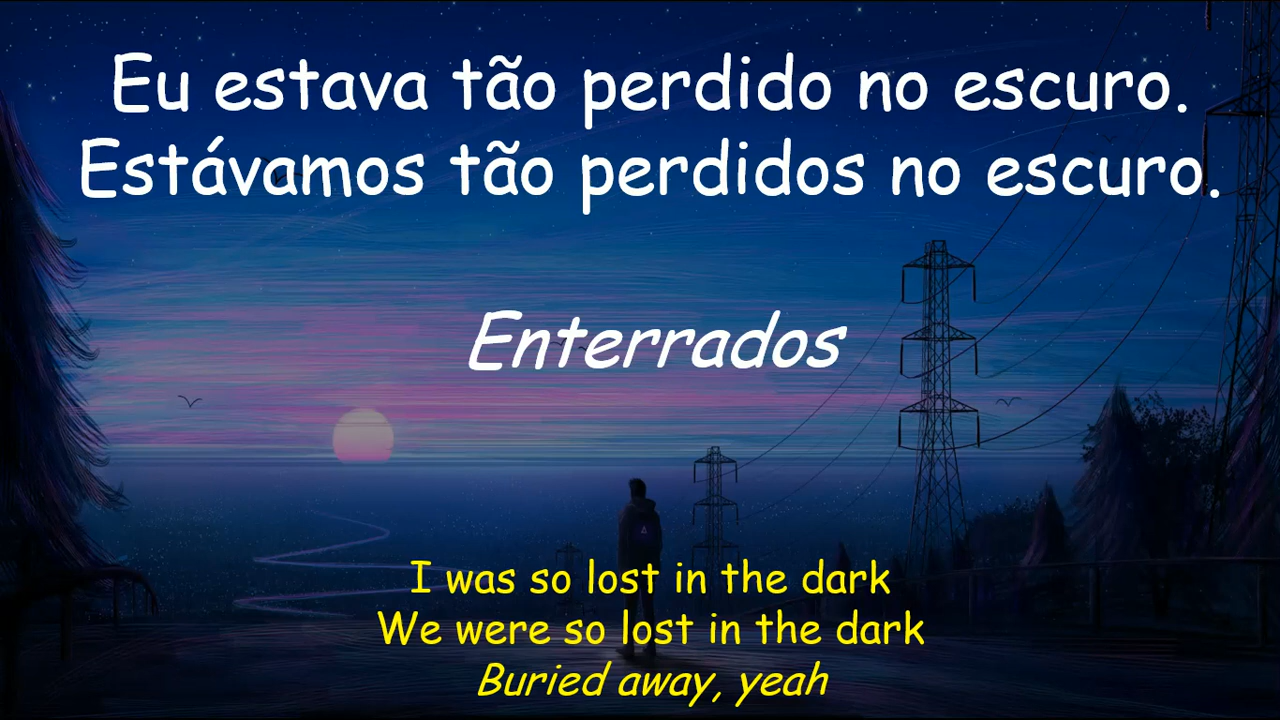 Eu estava tão perdido no escuro.
Estávamos tão perdidos no escuro.
Enterrados
I was so lost in the dark
We were so lost in the dark
Buried away, yeah